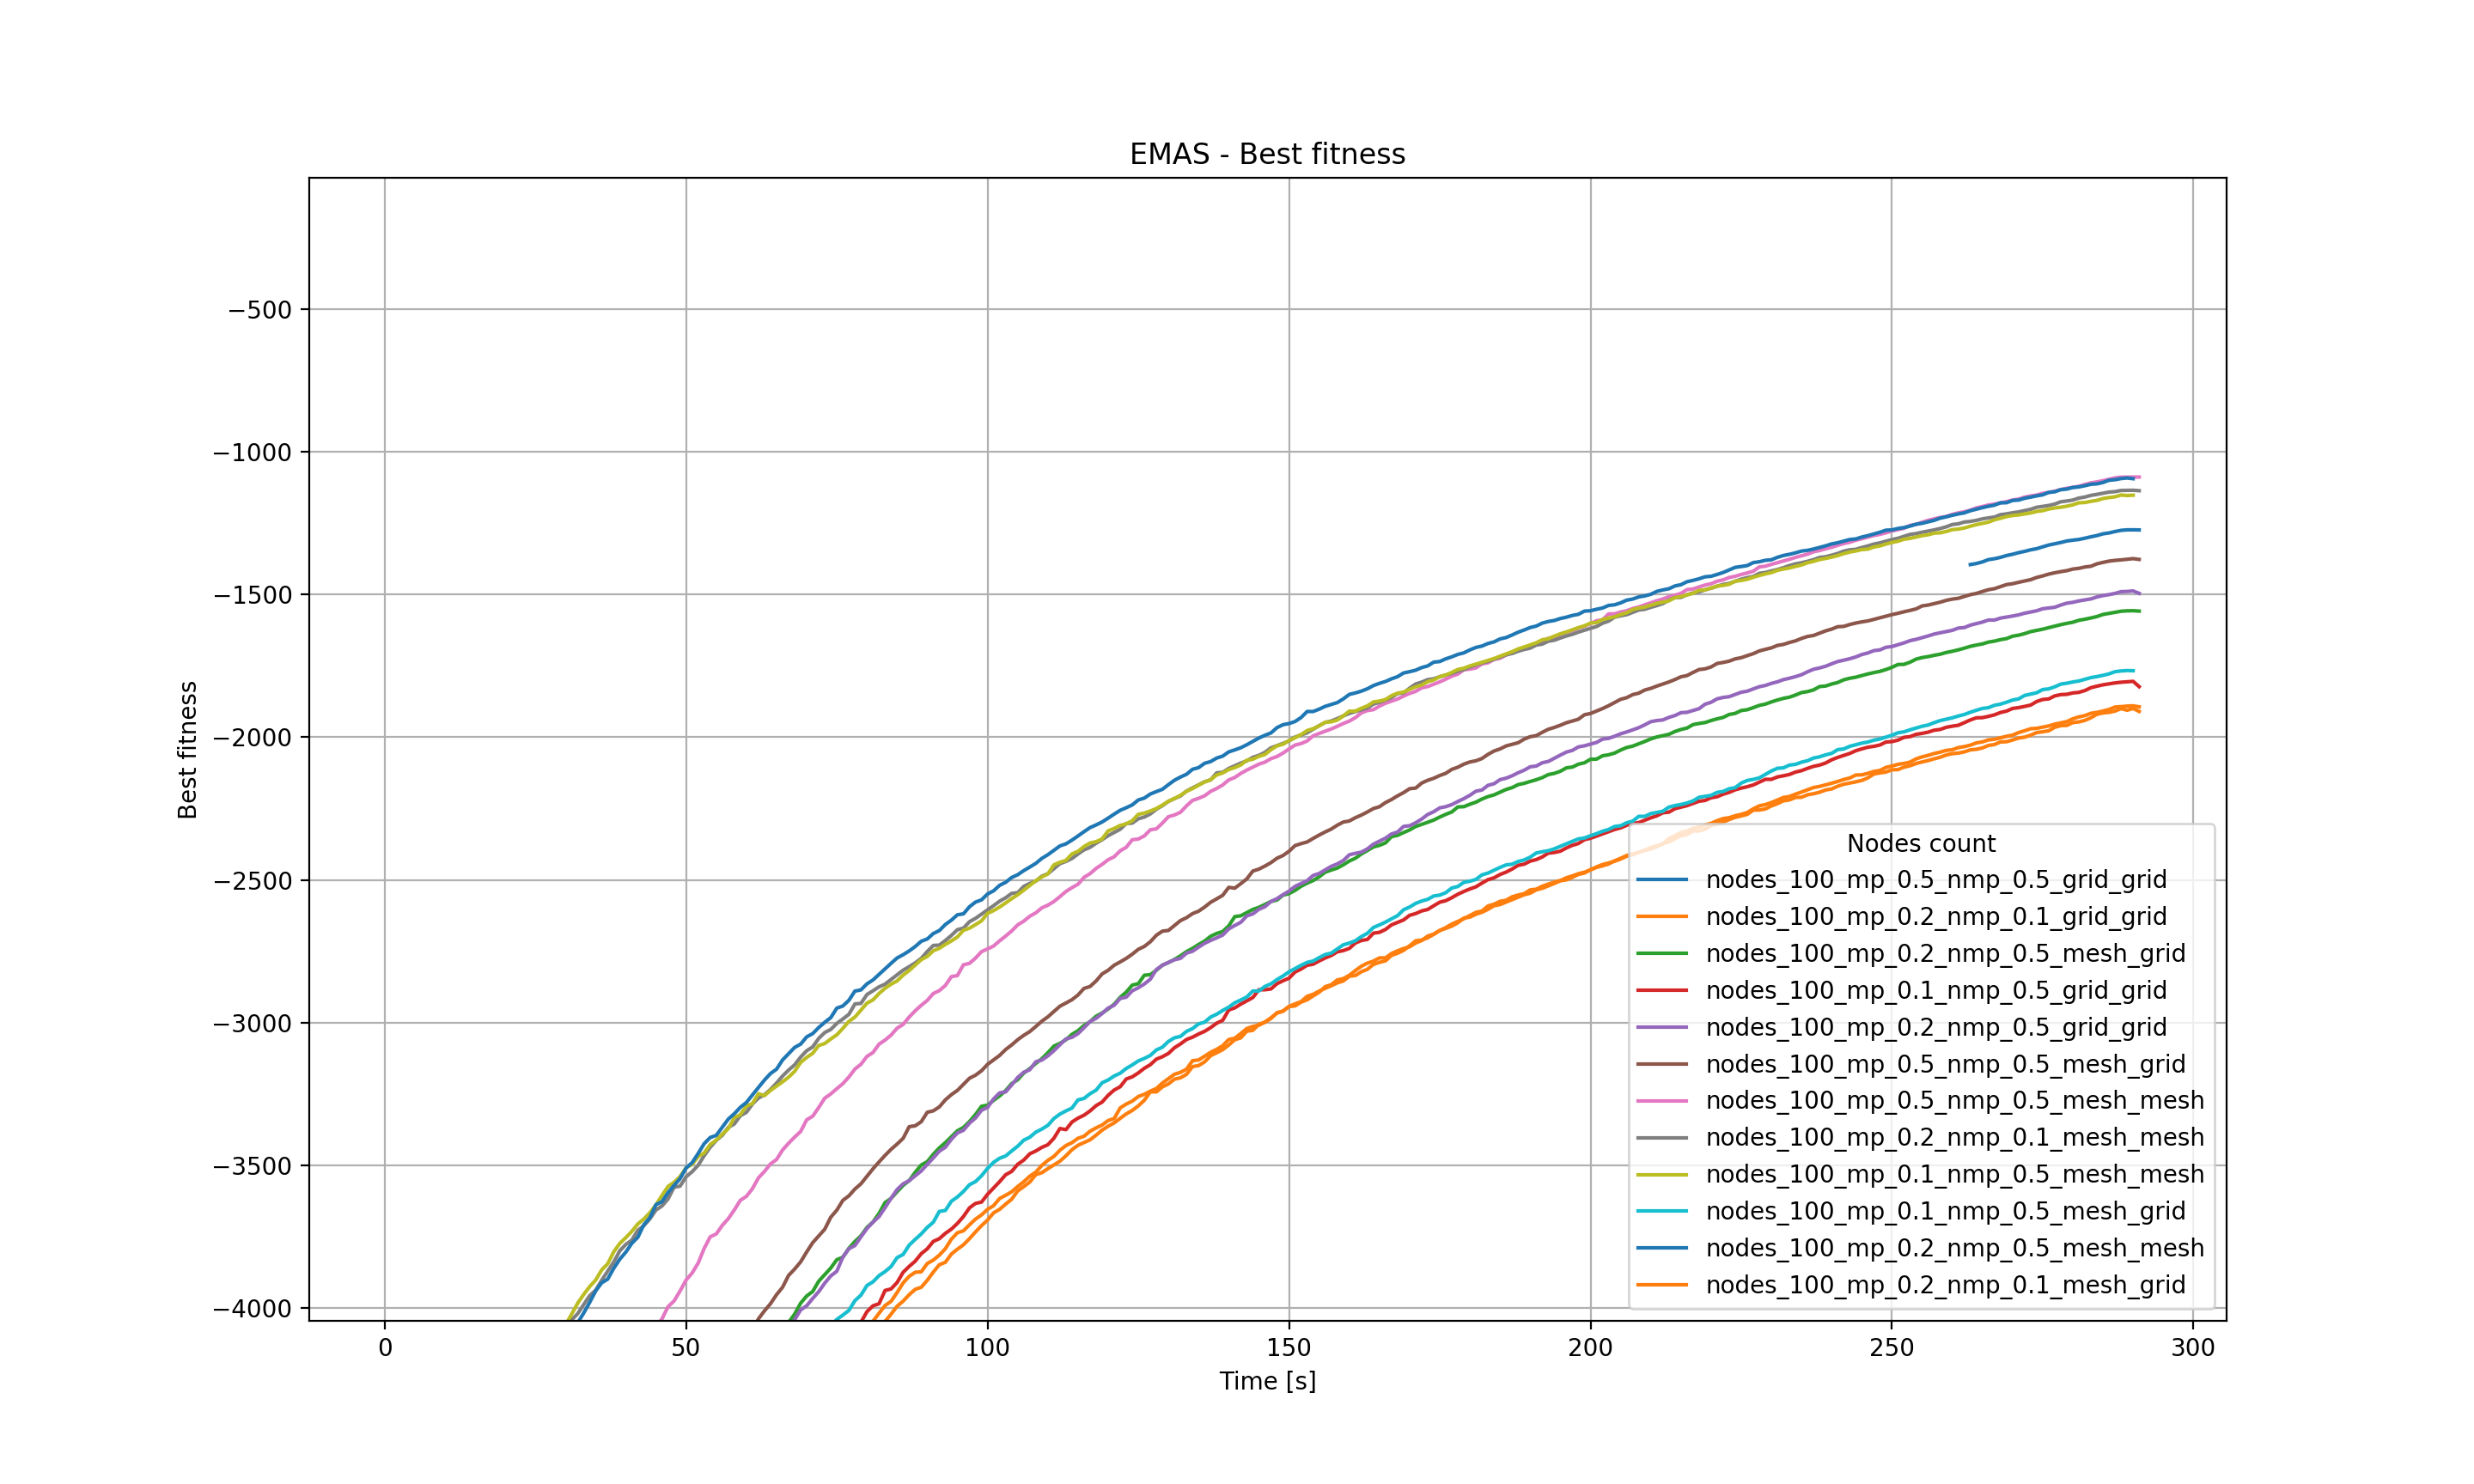 EMAS - Best fitness
−500
−1000
−1500
−2000
−2500
−3000
−3500
−4000
Best fitness
Nodes count
nodes_100_mp_0.5_nmp_0.5_grid_grid
nodes_100_mp_0.2_nmp_0.1_grid_grid
nodes_100_mp_0.2_nmp_0.5_mesh_grid
nodes_100_mp_0.1_nmp_0.5_grid_grid
nodes_100_mp_0.2_nmp_0.5_grid_grid
nodes_100_mp_0.5_nmp_0.5_mesh_grid
nodes_100_mp_0.5_nmp_0.5_mesh_mesh
nodes_100_mp_0.2_nmp_0.1_mesh_mesh
nodes_100_mp_0.1_nmp_0.5_mesh_mesh
nodes_100_mp_0.1_nmp_0.5_mesh_grid
nodes_100_mp_0.2_nmp_0.5_mesh_mesh
nodes_100_mp_0.2_nmp_0.1_mesh_grid
0 50 100 150 200 250 300
Time [s]